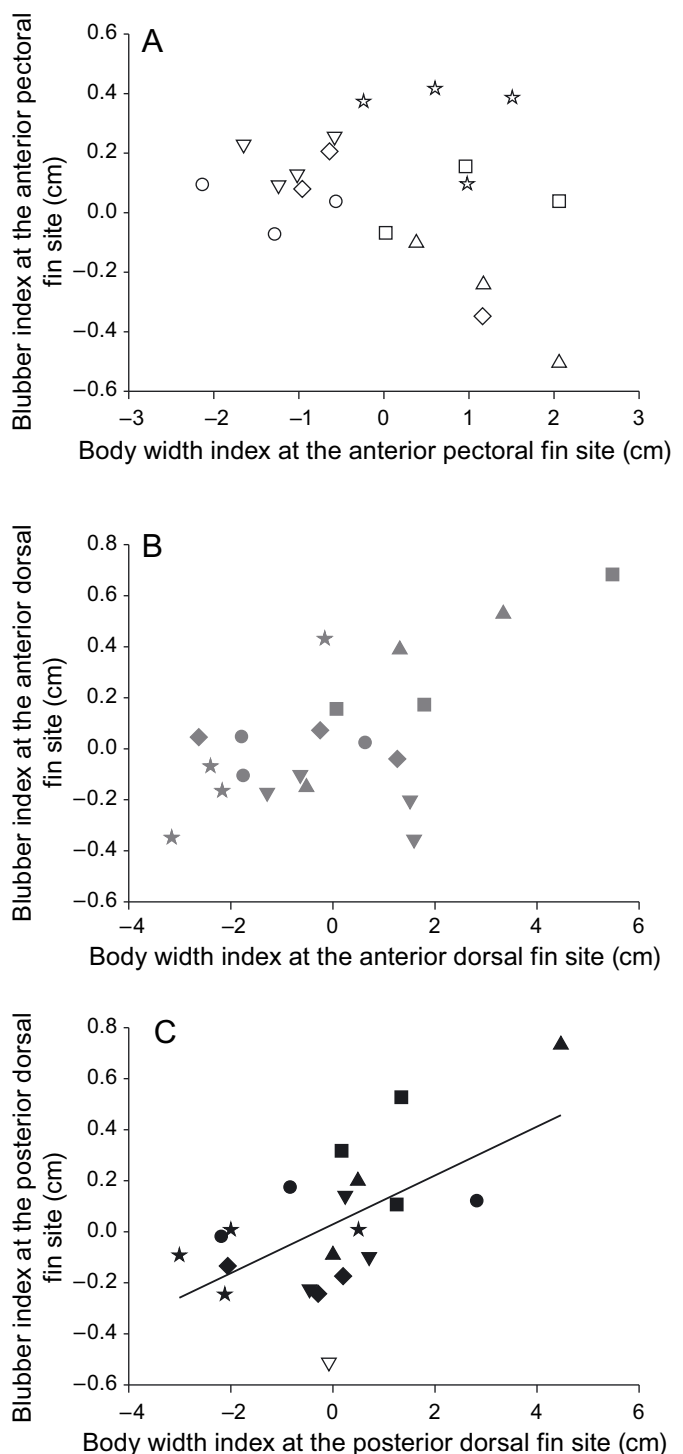 A
Blubber index at the anterior pectoral
fin site (cm)
0.6
0.4
0.2
0.0
−0.2
−0.4
−0.6
−3 −2 −1 0 1 2 3
Body width index at the anterior pectoral fin site (cm)
B
Blubber index at the anterior dorsal
fin site (cm)
0.8
0.6
0.4
0.2
0.0
−0.2
−0.4
−0.6
−4 −2 0 2 4 6
Body width index at the anterior dorsal fin site (cm)
C
Blubber index at the posterior dorsal
fin site (cm)
0.8
0.6
0.4
0.2
0.0
−0.2
−0.4
−0.6
−4 −2 0 2 4 6
Body width index at the posterior dorsal fin site (cm)